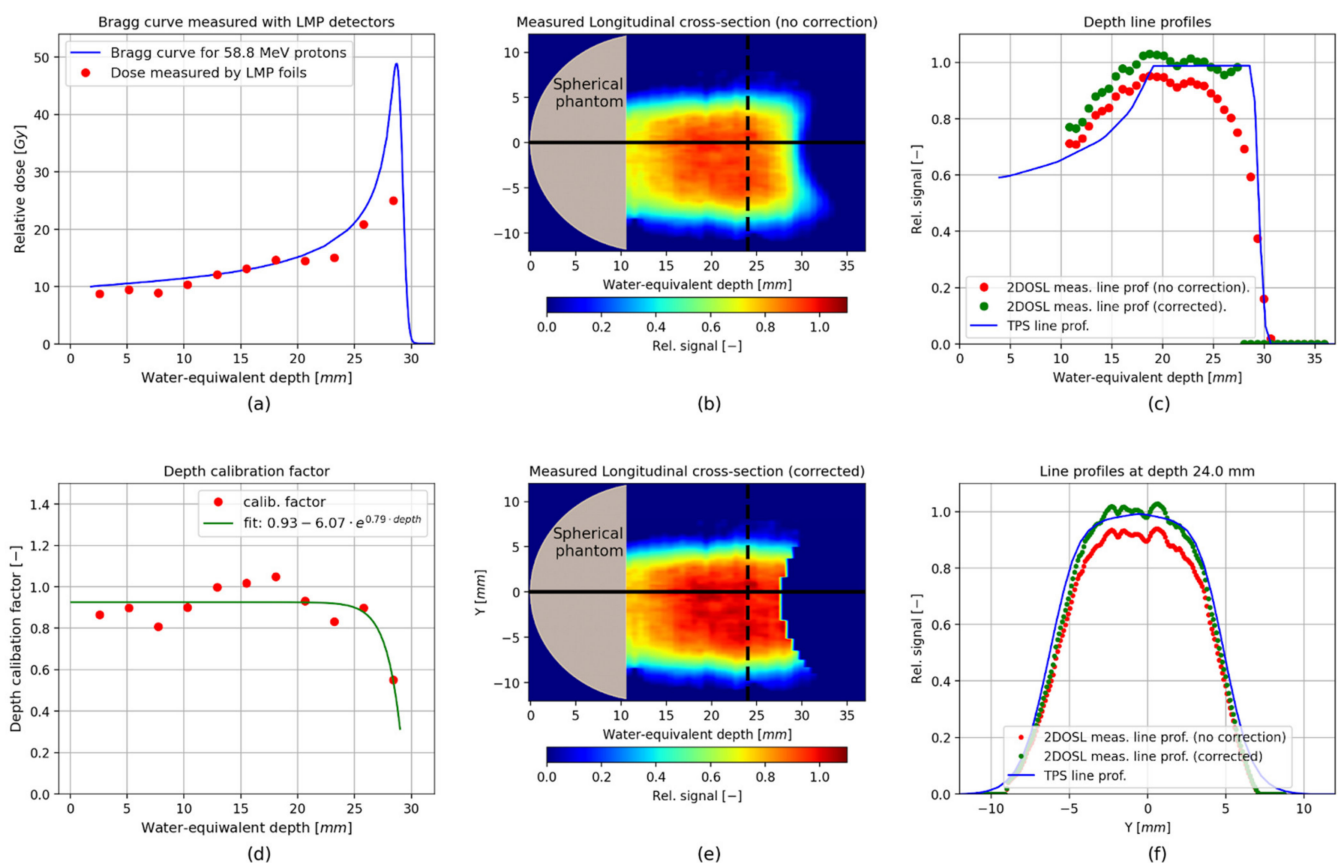 Bragg curve measured with LMP detectors
Bragg curve for 58.8 MeV protons
Dose measured by LMP foils
Relative dose [Gy]
50
40
30
20
10
0
0 5 10 15 20 25 30
Water-equiwalent depth [mm]
(a)
Measured Longitudinal cross-section (no correction)
Spherical
phantom
10
5
0
−5
−10
0 5 10 15 20 25 30 35
Water-equivalent depth [mm]
0.0 0.2 0.4 0.6 0.8 1.0
Rel. signal [−]
(b)
Depth line profiles
2DOSL meas. line prof (no correction).
2DOSL meas. line prof (corrected).
TPS line prof.
Rel. signal [−]
1.0
0.8
0.6
0.4
0.2
0.0
0 5 10 15 20 25 30 35
Water-equivalent depth [mm]
(c)
Depth calibration factor
calib. factor
fit: 0.93 − 6.07 · e^0.79 · depth
Depth calibration factor [−]
1.4
1.2
1.0
0.8
0.6
0.4
0.2
0.0
0 5 10 15 20 25 30
Water-equiwalent depth [mm]
(d)
Measured Longitudinal cross-section (corrected)
Spherical
phantom
Y [mm]
10
5
0
−5
−10
0 5 10 15 20 25 30 35
Water-equivalent depth [mm]
0.0 0.2 0.4 0.6 0.8 1.0
Rel. signal [−]
(e)
Line profiles at depth 24.0 mm
2DOSL meas. line prof. (no correction)
2DOSL meas. line prof. (corrected)
TPS line prof.
Rel. signal [−]
1.0
0.8
0.6
0.4
0.2
0.0
−10 −5 0 5 10
Y [mm]
(f)